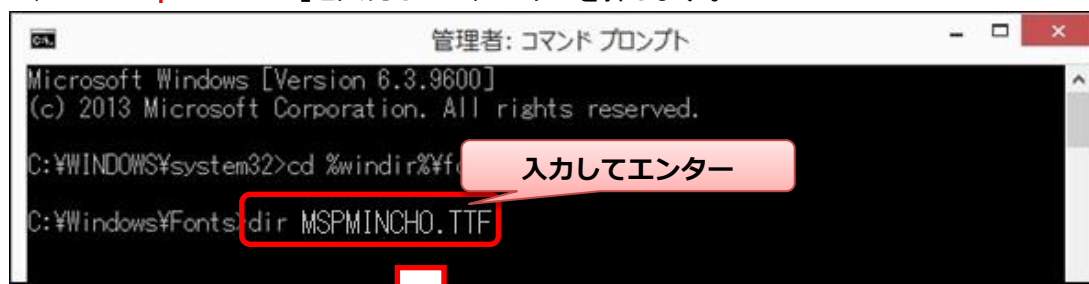 管理者: コマンド プロンプト
Microsoft Windows [Version 6.3.9600]
(c) 2013 Microsoft Corporation. All rights reserved.
C:¥WINDOWS¥system32>cd %windir%¥f
入力してエンター
C:¥Windows¥Fonts>dir MSPMINCHO.TTF